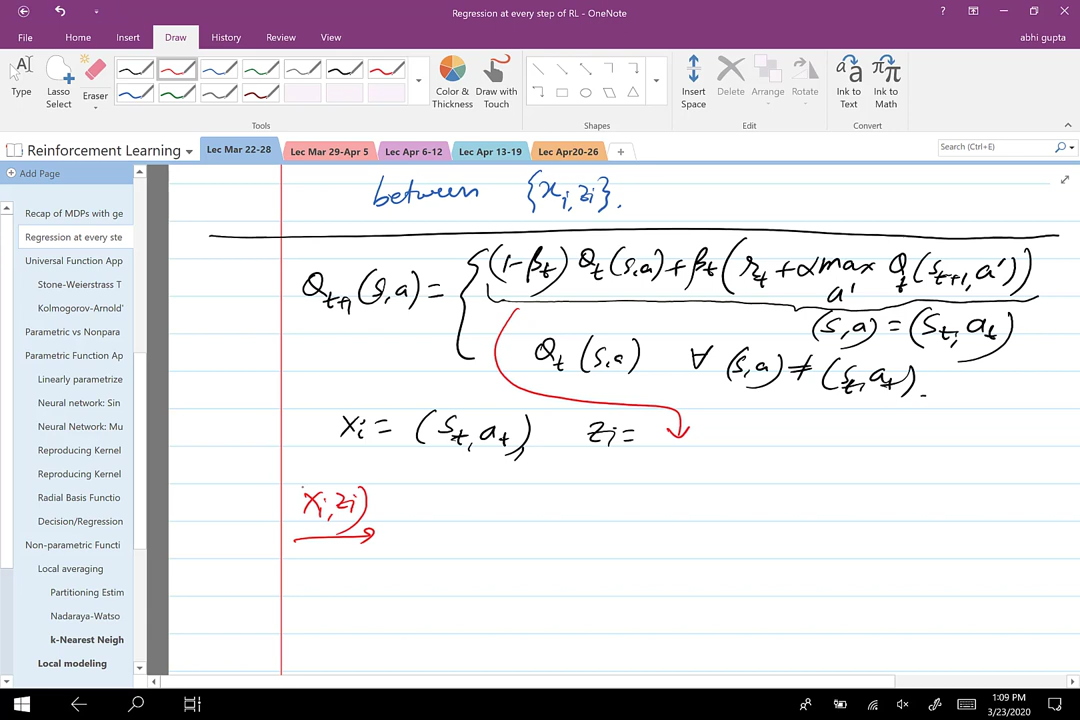 Regression at every step of RL - OneNote
File Home Insert Draw History Review View abhi gupta
Type
Lasso Select
Eraser
Color & Thickness
Draw with Touch
Insert Space
Delete
Arrange
Rotate
Ink to Text
Ink to Math
Tools
Shapes
Edit
Convert
Reinforcement Learning
Lec Mar 22-28 Lec Mar 29-Apr 5 Lec Apr 6-12 Lec Apr 13-19 Lec Apr20-26
Search (Ctrl+E)
Add Page
Recap of MDPs with ge
Regression at every ste
Universal Function App
Stone-Weierstrass T
Kolmogorov-Arnold'
Parametric vs Nonpara
Parametric Function Ap
Linearly parametrize
Neural network: Sin
Neural Network: Mu
Reproducing Kernel
Reproducing Kernel
Radial Basis Functio
Decision/Regression
Non-parametric Functi
Local averaging
Partitioning Estim
Nadaraya-Watso
k-Nearest Neigh
Local modeling
between {x_i, z_i}.
Q_{t+1}(s,a) = { (1-β_t) Q_t(s,a) + β_t (r_t + α max_{a'} Q_t(s_{t+1}, a'))
(s,a) = (s_t, a_t)
Q_t (s,a) ∀ (s,a) ≠ (s_t, a_t).
x_i = (s_t, a_t), z_i =
x_i, z_i)
1:09 PM
3/23/2020